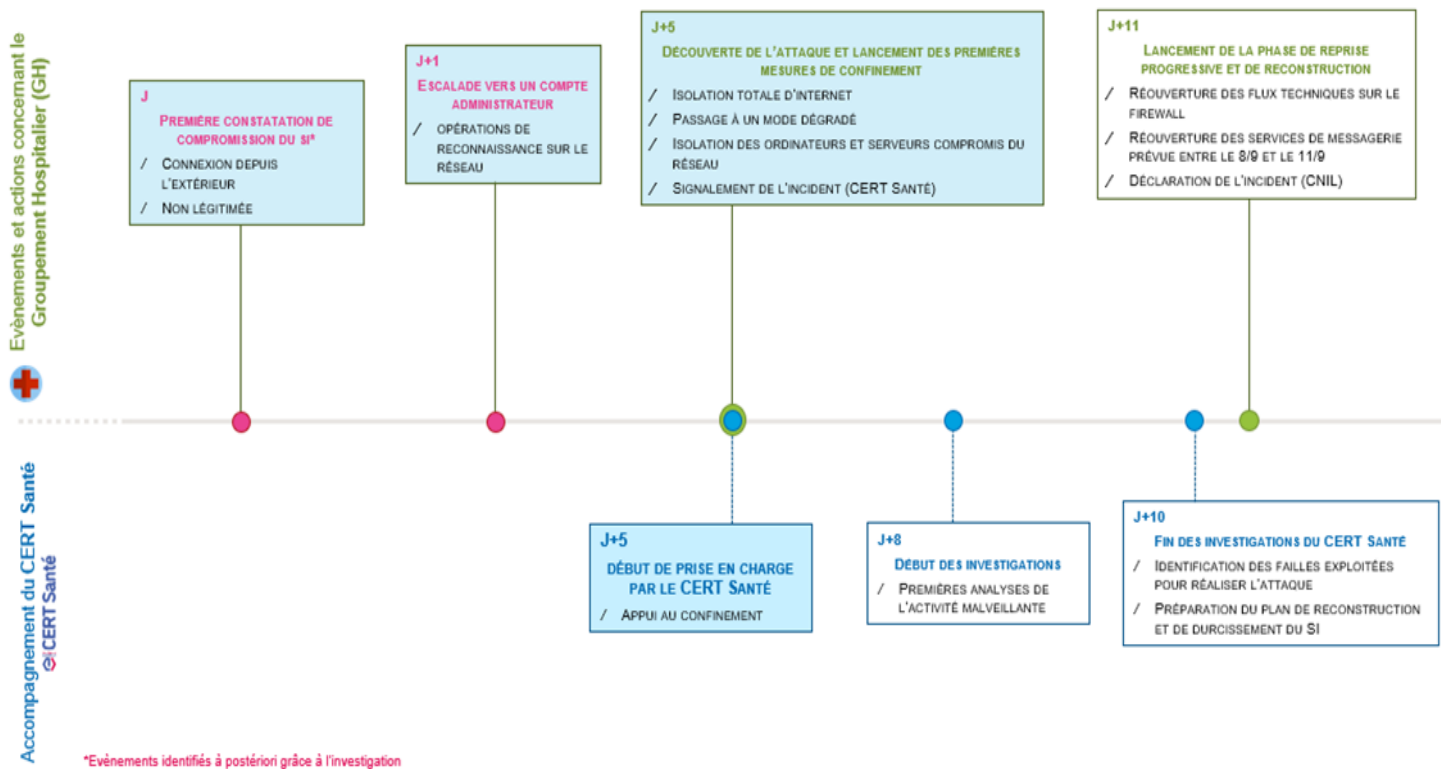 Evènements et actions concernant le
Groupement Hospitalier (GH)
J
PREMIÈRE CONSTATATION DE
COMPROMISSION DU SI*
/ CONNEXION DEPUIS
L'EXTÉRIEUR
/ NON LÉGITIMÉE
J+1
ESCALADE VERS UN COMPTE
ADMINISTRATEUR
/ OPÉRATIONS DE
RECONNAISSANCE SUR LE
RÉSEAU
J+5
DÉCOUVERTE DE L'ATTAQUE ET LANCEMENT DES PREMIÈRES
MESURES DE CONFINEMENT
/ ISOLATION TOTALE D'INTERNET
/ PASSAGE À UN MODE DÉGRADÉ
/ ISOLATION DES ORDINATEURS ET SERVEURS COMPROMIS DU
RÉSEAU
/ SIGNALEMENT DE L'INCIDENT (CERT SANTÉ)
J+11
LANCEMENT DE LA PHASE DE REPRISE
PROGRESSIVE ET DE RECONSTRUCTION
/ RÉOUVERTURE DES FLUX TECHNIQUES SUR LE
FIREWALL
/ RÉOUVERTURE DES SERVICES DE MESSAGERIE
PRÉVUE ENTRE LE 8/9 ET LE 11/9
/ DÉCLARATION DE L'INCIDENT (CNIL)
Accompagnement du CERT Santé
CERT Santé
J+5
DÉBUT DE PRISE EN CHARGE
PAR LE CERT SANTÉ
/ APPUI AU CONFINEMENT
J+8
DÉBUT DES INVESTIGATIONS
/ PREMIÈRES ANALYSES DE
L'ACTIVITÉ MALVEILLANTE
J+10
FIN DES INVESTIGATIONS DU CERT SANTÉ
/ IDENTIFICATION DES FAILLES EXPLOITÉES
POUR RÉALISER L'ATTAQUE
/ PRÉPARATION DU PLAN DE RECONSTRUCTION
ET DE DURCISSEMENT DU SI
*Evènements identifiés à postériori grâce à l'investigation